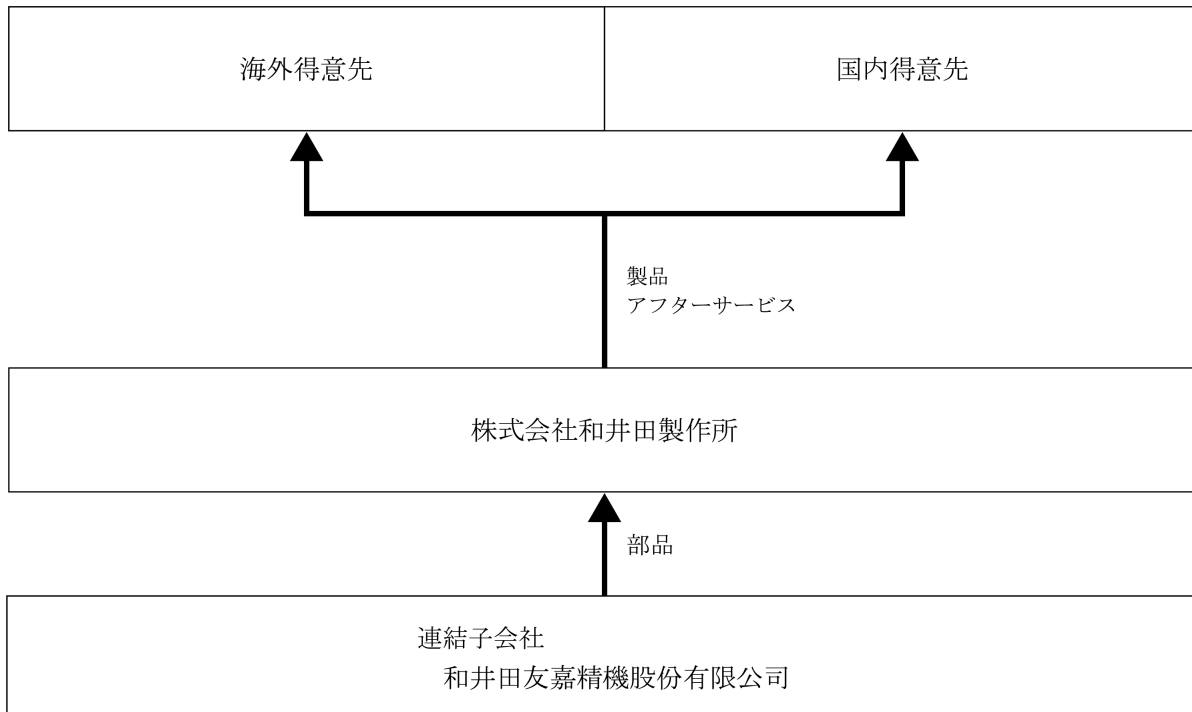 海外得意先
国内得意先
製品
アフターサービス
株式会社和井田製作所
部品
連結子会社
和井田友嘉精機股份有限公司